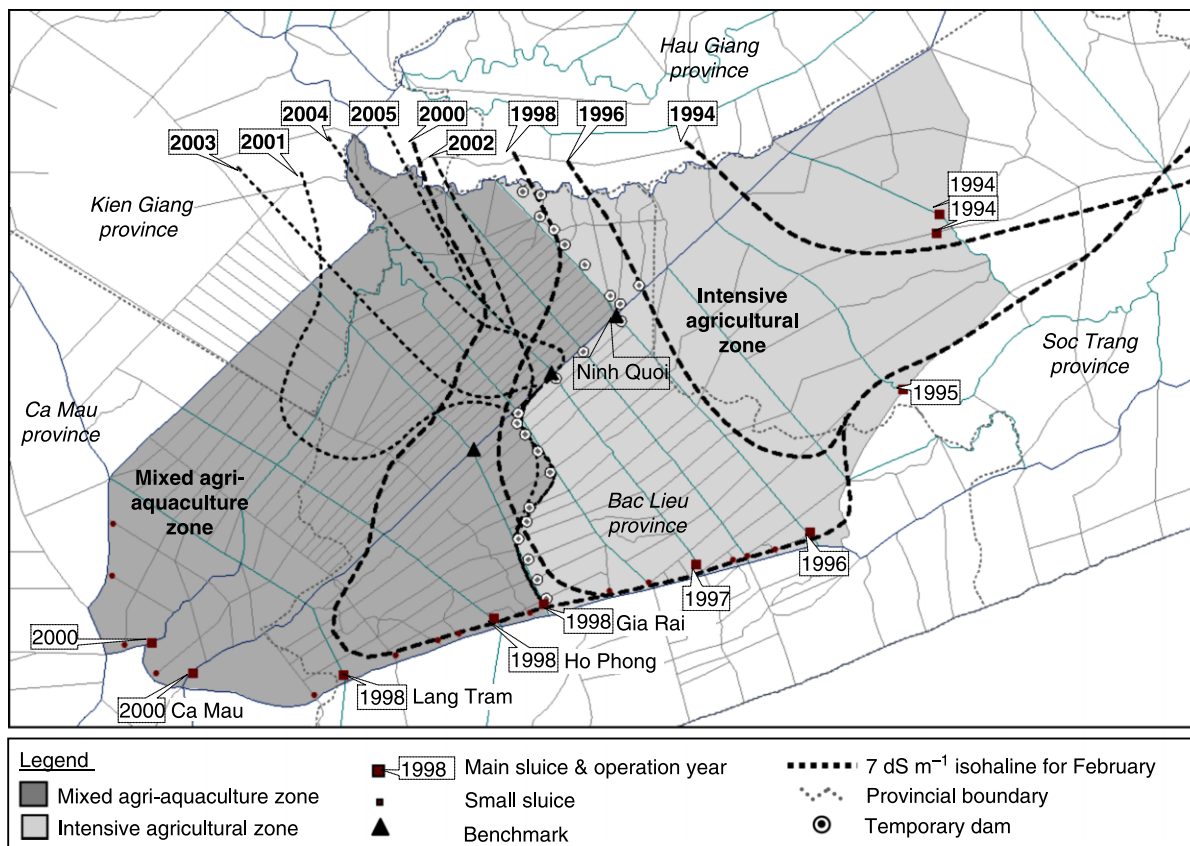 Hau Giang
province
2005
2000
2004
1998
1996
1994
2003
2001
2002
1994
1994
Kien Giang
province
Intensive
agricultural
zone
Soc Trang
province
Ninh Quoi
1995
Ca Mau
province
Mixed agri-
aquaculture
zone
Bac Lieu
province
1996
1997
1998 Gia Rai
2000
1998 Ho Phong
1998 Lang Tram
2000 Ca Mau
Legend
Mixed agri-aquaculture zone
Intensive agricultural zone
1998 Main sluice & operation year
Small sluice
Benchmark
7 dS m⁻¹ isohaline for February
Provincial boundary
Temporary dam